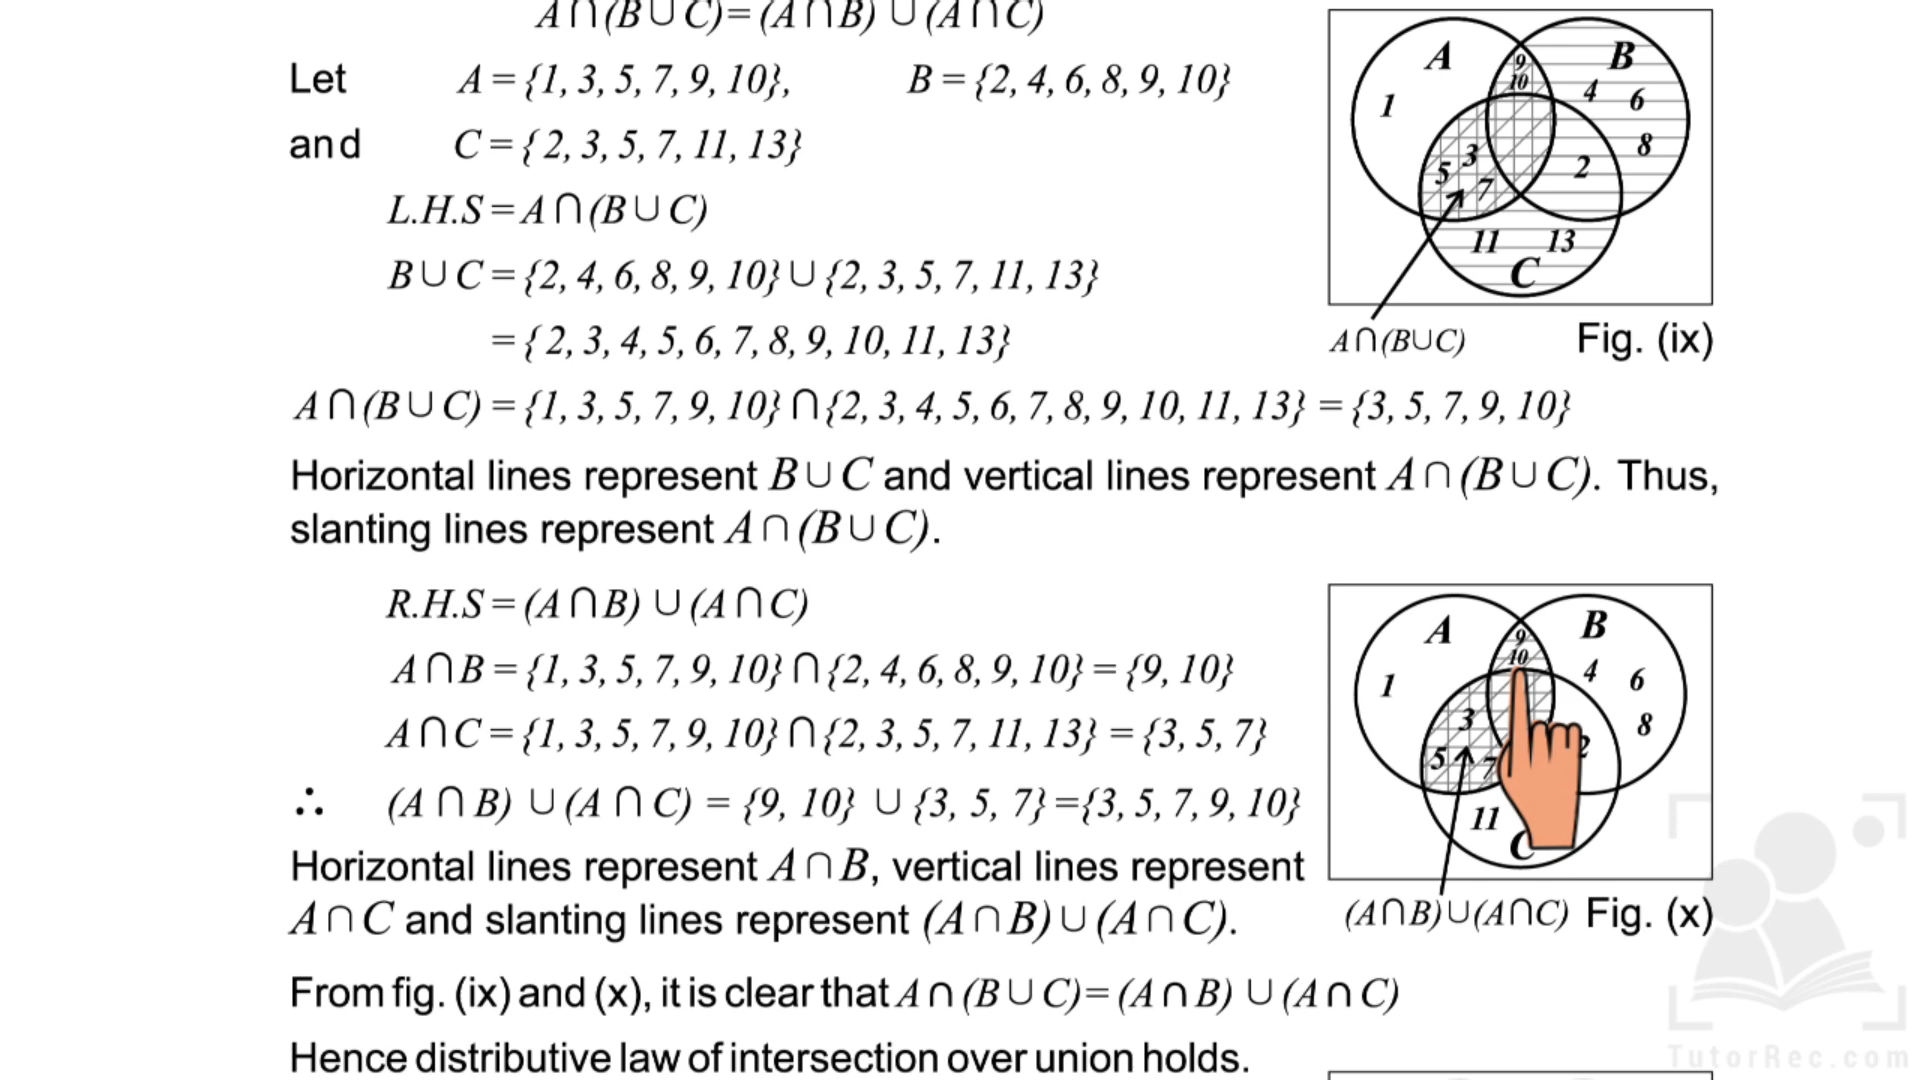 A∩(B∪C)=(A∩B) ∪(A∩C)
Let A={1, 3, 5, 7, 9, 10}, B={2, 4, 6, 8, 9, 10}
and C={2, 3, 5, 7, 11, 13}
L.H.S=A∩(B∪C)
B∪C={2, 4, 6, 8, 9, 10}∪{2, 3, 5, 7, 11, 13}
={2, 3, 4, 5, 6, 7, 8, 9, 10, 11, 13}
A B
9
10
1 4 6
8
3 2
5 7
11 13
C
A∩(B∪C) Fig. (ix)
A∩(B∪C)={1, 3, 5, 7, 9, 10}∩{2, 3, 4, 5, 6, 7, 8, 9, 10, 11, 13}={3, 5, 7, 9, 10}
Horizontal lines represent B∪C and vertical lines represent A∩(B∪C). Thus,
slanting lines represent A∩(B∪C).
R.H.S=(A∩B) ∪(A∩C)
A∩B={1, 3, 5, 7, 9, 10}∩{2, 4, 6, 8, 9, 10}={9, 10}
A∩C={1, 3, 5, 7, 9, 10}∩{2, 3, 5, 7, 11, 13} ={3, 5, 7}
∴ (A∩B) ∪(A∩C) = {9, 10} ∪{3, 5, 7}={3, 5, 7, 9, 10}
Horizontal lines represent A∩B, vertical lines represent
A∩C and slanting lines represent (A∩B)∪(A∩C).
A B
9
10
1 4 6
3 8
5 7 2
11
C
(A∩B)∪(A∩C) Fig. (x)
From fig. (ix) and (x), it is clear that A∩(B∪C)=(A∩B) ∪(A∩C)
Hence distributive law of intersection over union holds.
TutorRec.com